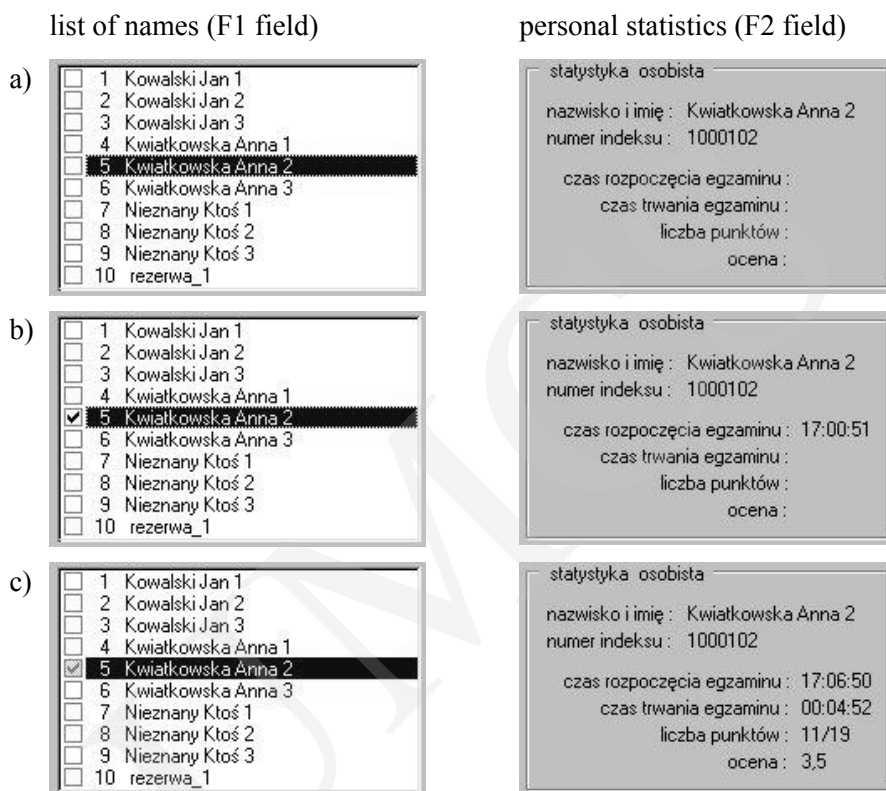 list of names (F1 field)
personal statistics (F2 field)
a)
1 Kowalski Jan 1
2 Kowalski Jan 2
3 Kowalski Jan 3
4 Kwiatkowska Anna 1
5 Kwiatkowska Anna 2
6 Kwiatkowska Anna 3
7 Nieznany Ktoś 1
8 Nieznany Ktoś 2
9 Nieznany Ktoś 3
10 rezerwa_1
statystyka osobista
nazwisko i imię : Kwiatkowska Anna 2
numer indeksu : 1000102
czas rozpoczęcia egzaminu :
czas trwania egzaminu :
liczba punktów :
ocena :
b)
1 Kowalski Jan 1
2 Kowalski Jan 2
3 Kowalski Jan 3
4 Kwiatkowska Anna 1
5 Kwiatkowska Anna 2
6 Kwiatkowska Anna 3
7 Nieznany Ktoś 1
8 Nieznany Ktoś 2
9 Nieznany Ktoś 3
10 rezerwa_1
statystyka osobista
nazwisko i imię : Kwiatkowska Anna 2
numer indeksu : 1000102
czas rozpoczęcia egzaminu : 17:00:51
czas trwania egzaminu :
liczba punktów :
ocena :
c)
1 Kowalski Jan 1
2 Kowalski Jan 2
3 Kowalski Jan 3
4 Kwiatkowska Anna 1
5 Kwiatkowska Anna 2
6 Kwiatkowska Anna 3
7 Nieznany Ktoś 1
8 Nieznany Ktoś 2
9 Nieznany Ktoś 3
10 rezerwa_1
statystyka osobista
nazwisko i imię : Kwiatkowska Anna 2
numer indeksu : 1000102
czas rozpoczęcia egzaminu : 17:06:50
czas trwania egzaminu : 00:04:52
liczba punktów : 11/19
ocena : 3,5